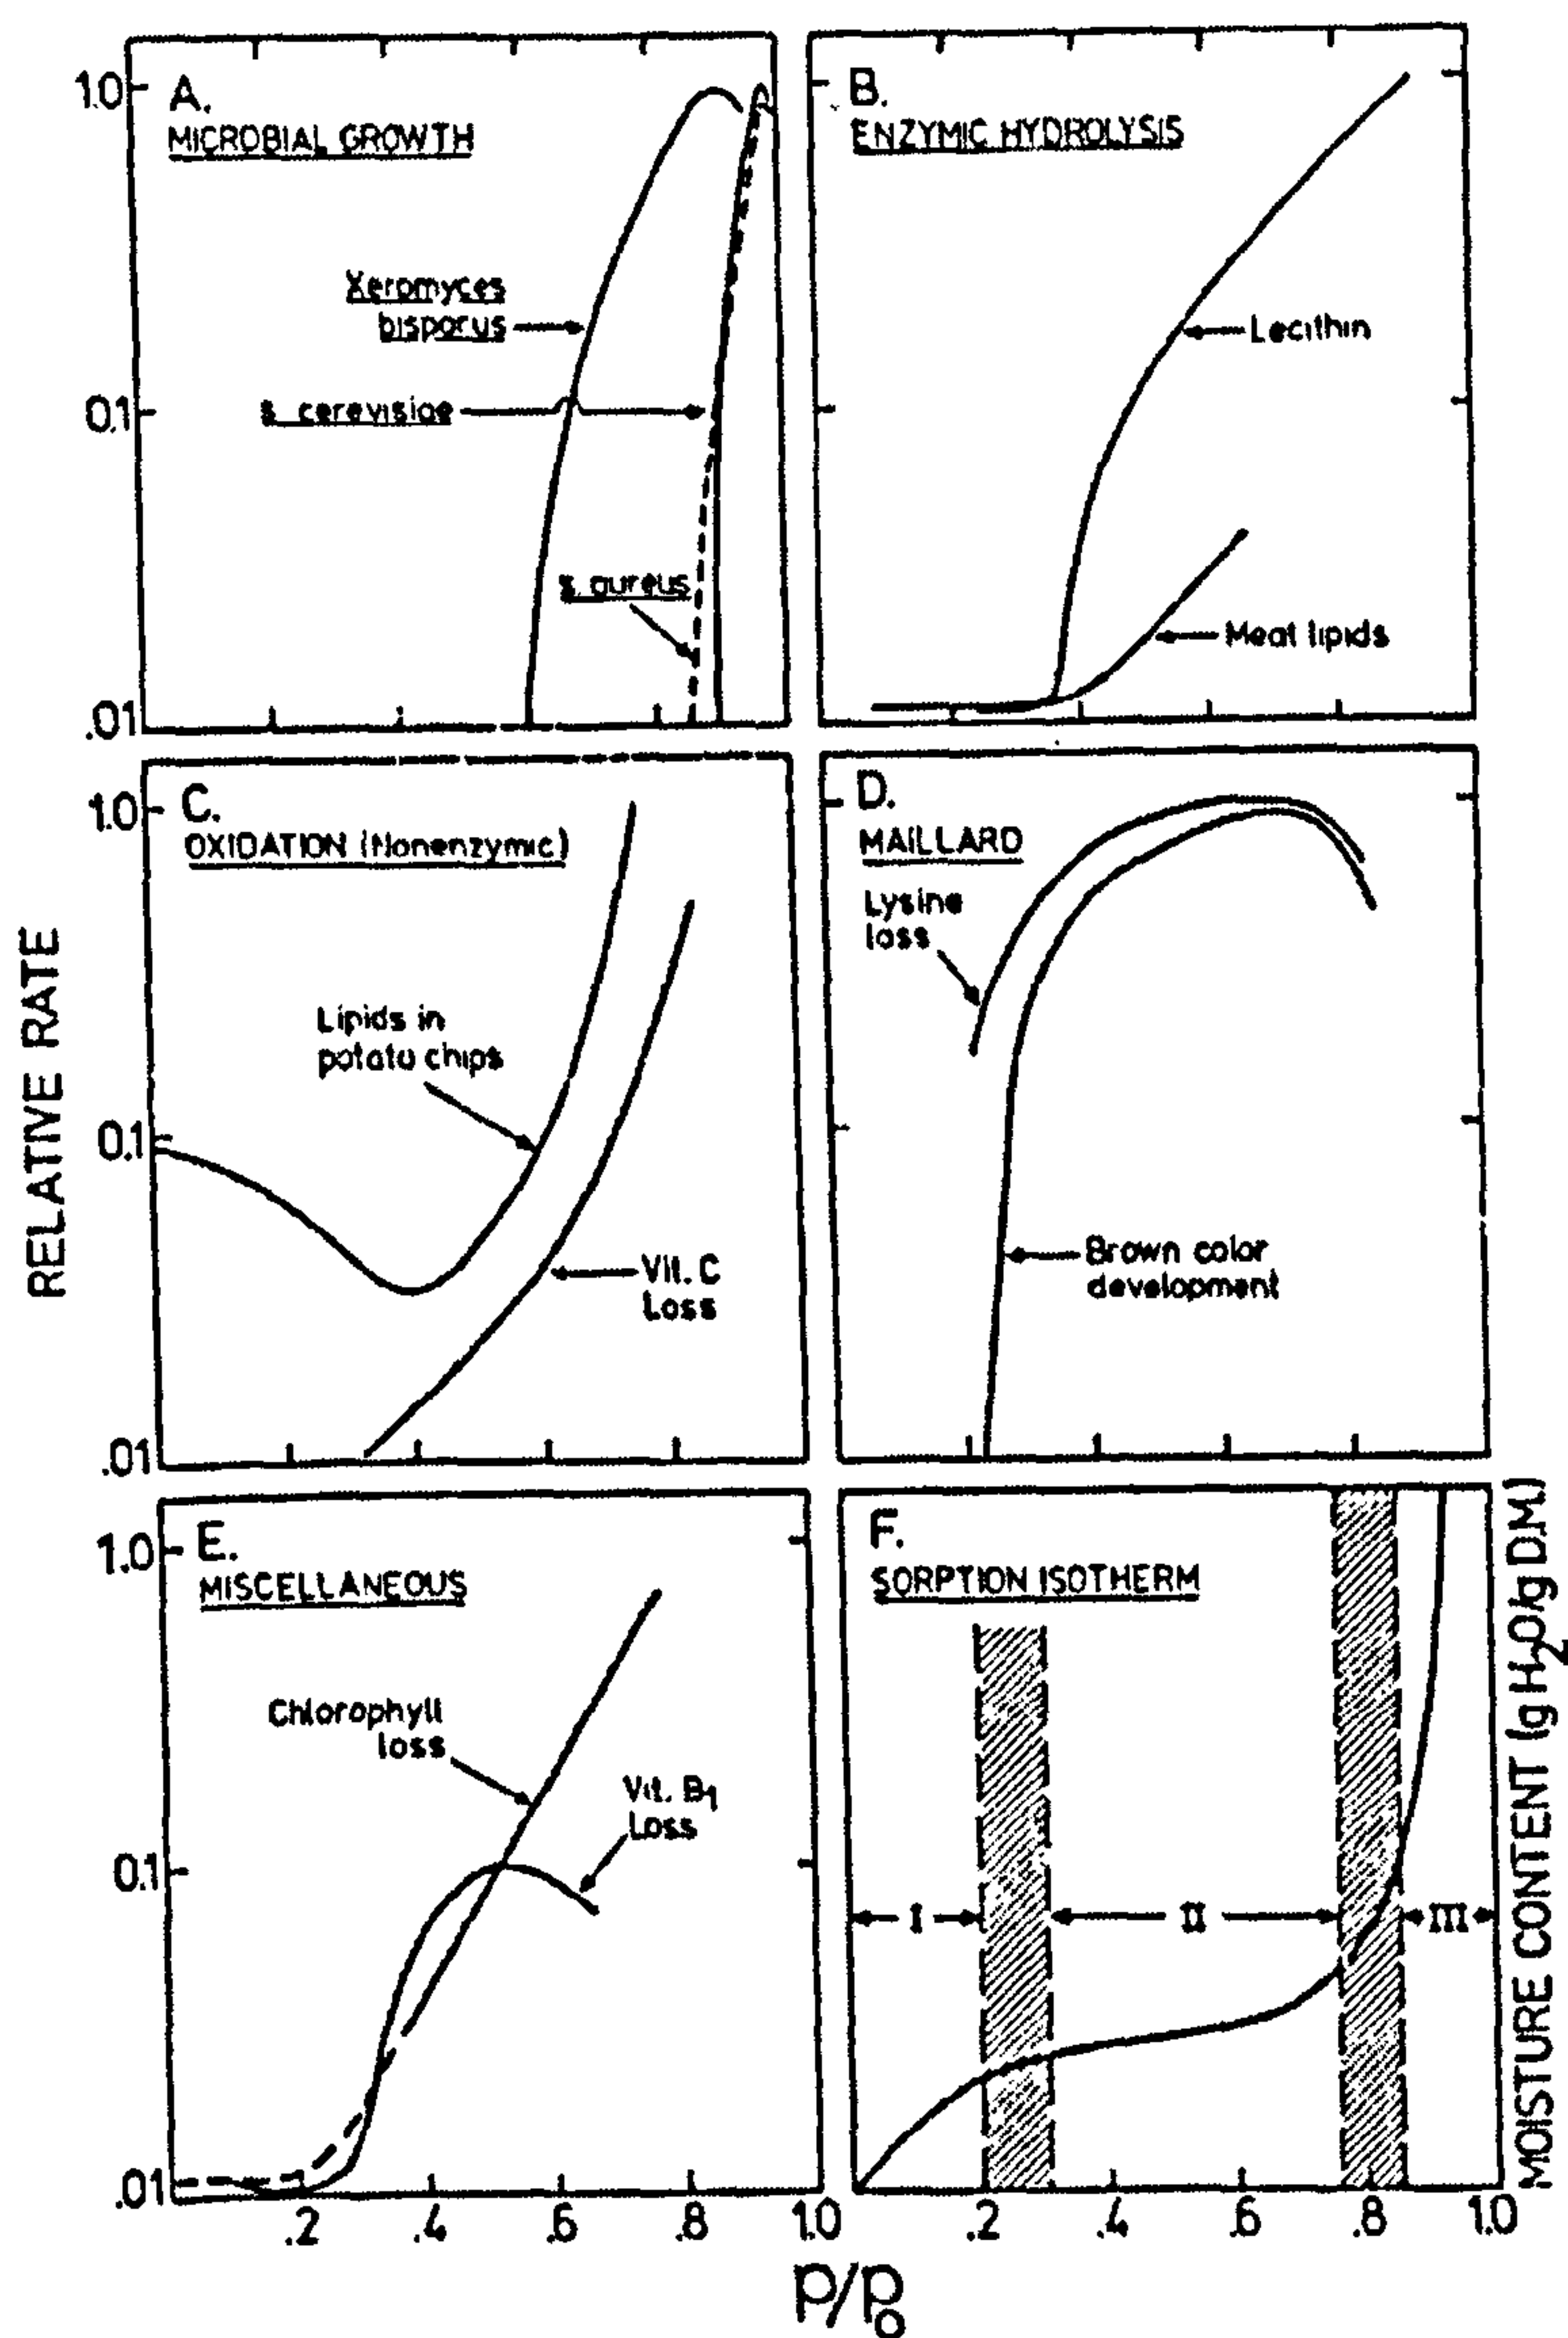 A.
MICROBIAL GROWTH
1.0
0.1
.01
Xeromyces
bisporus
s. cerevisiae
s. aureus
B.
ENZYMIC HYDROLYSIS
Lecithin
Meat lipids
C.
OXIDATION (Nonenzymic)
1.0
0.1
.01
Lipids in
potato chips
Vit. C
Loss
D.
MAILLARD
Lysine
loss
Brown color
development
E.
MISCELLANEOUS
1.0
0.1
.01
Chlorophyll
loss
Vit. B1
Loss
.2 .4 .6 .8 1.0
F.
SORPTION ISOTHERM
I II III
.2 .4 .6 .8 1.0
RELATIVE RATE
MOISTURE CONTENT (g H2O/g D.M.)
P/P0